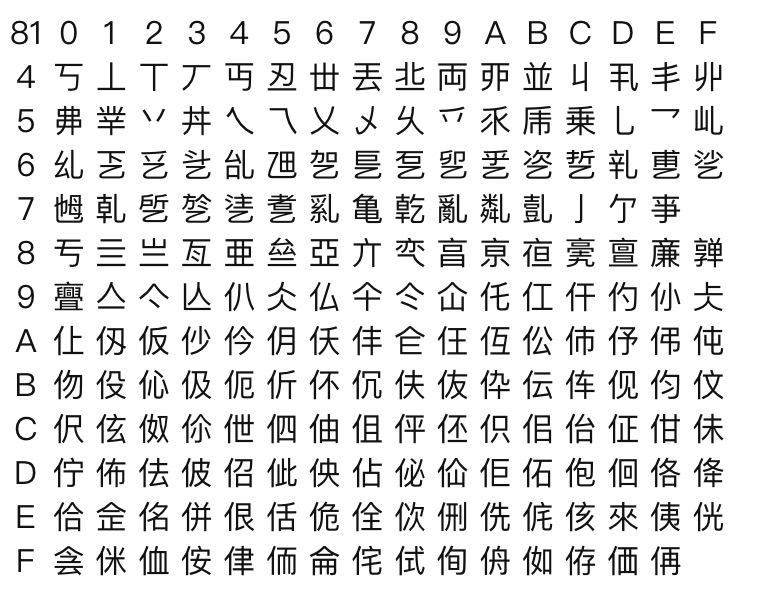 81 0 1 2 3 4 5 6 7 8 9 A B C D E F
4 丂 丄 丅 丆 丏 丒 丗 丟 丠 両 丣 並 丩 丮 丯 丱
5 丳 丵 丷 丼 乀 乁 乂 乄 乆 乊 乑 乕 乗 乚 乛 乢
6 乣 乤 乥 乧 乨 乪 乫 乬 乭 乮 乯 乲 乴 乵 乶 乷
7 乸 乹 乺 乻 乼 乽 乿 亀 亁 亂 亃 亄 亅 亇 亊
8 亐 亖 亗 亙 亜 亝 亞 亣 亪 亯 亰 亱 亴 亶 亷 亸
9 亹 亼 亽 亾 仈 仌 仏 仐 仒 仚 仛 仜 仠 仢 仦 仧
A 仩 仭 仮 仯 仱 仴 仸 仹 仺 仼 仾 伀 伂 伃 伄 伅
B 伆 伇 伈 伋 伌 伒 伓 伔 伕 伖 伜 伝 伡 伣 伨 伩
C 伬 伭 伮 伱 伳 伵 伷 伹 伻 伾 伿 佀 佁 佂 佄 佅
D 佇 佈 佉 佊 佋 佌 佒 佔 佖 佡 佢 佦 佨 佪 佫 佭
E 佮 佱 佲 併 佷 佸 佹 佺 佽 侀 侁 侂 侅 來 侇 侊
F 侌 侎 侐 侒 侓 侕 侖 侘 侙 侚 侜 侞 侟 価 侢